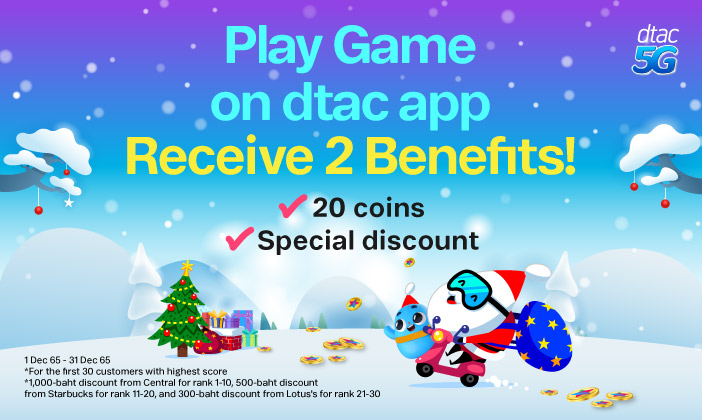 Play Game
on dtac app
Receive 2 Benefits!
dtac
5G
20 coins
Special discount
1 Dec 65 - 31 Dec 65
*For the first 30 customers with highest score
*1,000-baht discount from Central for rank 1-10, 500-baht discount
from Starbucks for rank 11-20, and 300-baht discount from Lotus's for rank 21-30